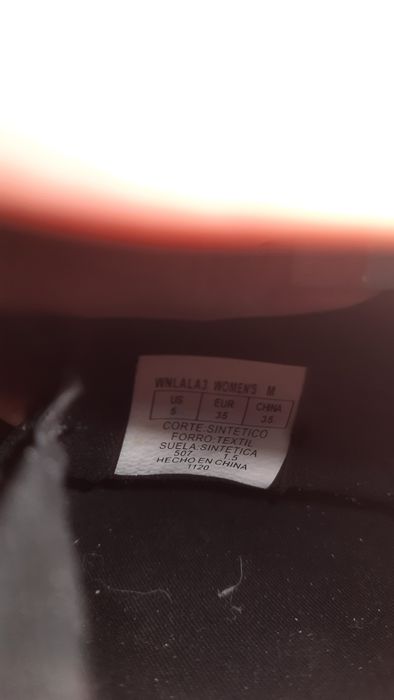 WNLALA3 WOMEN'S M
US EUR CHINA
5 35 35
CORTE:SINTETICO
FORRO:TEXTIL
SUELA:SINTETICA
507 1.5
HECHO EN CHINA
1120